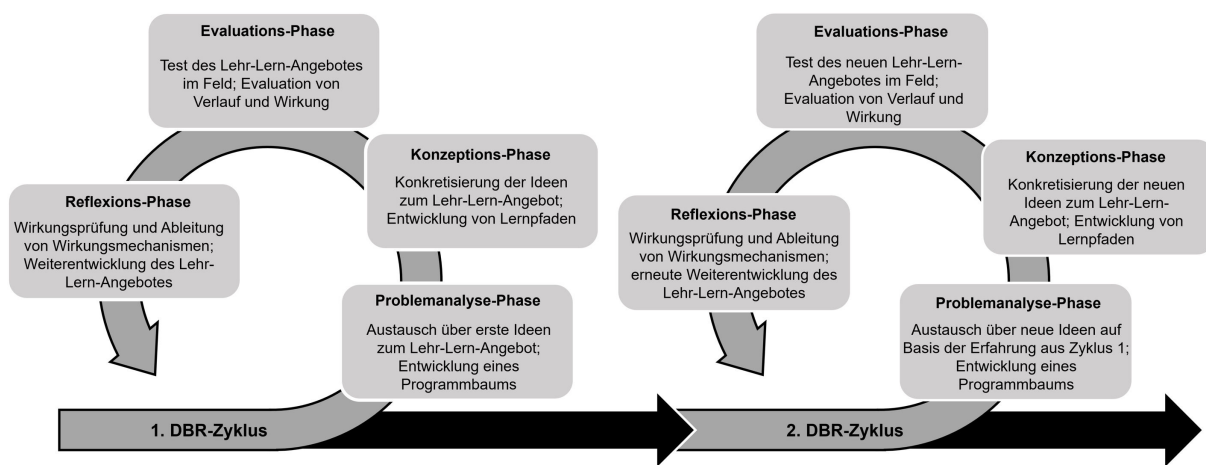 Evaluations-Phase
Test des Lehr-Lern-Angebotes
im Feld; Evaluation von
Verlauf und Wirkung
Konzeptions-Phase
Konkretisierung der Ideen
zum Lehr-Lern-Angebot;
Entwicklung von Lernpfaden
Reflexions-Phase
Wirkungsprüfung und Ableitung
von Wirkungsmechanismen;
Weiterentwicklung des Lehr-
Lern-Angebotes
Problemanalyse-Phase
Austausch über erste Ideen
zum Lehr-Lern-Angebot;
Entwicklung eines
Programmbaums
1. DBR-Zyklus
Evaluations-Phase
Test des neuen Lehr-Lern-
Angebotes im Feld;
Evaluation von Verlauf und
Wirkung
Konzeptions-Phase
Konkretisierung der neuen
Ideen zum Lehr-Lern-
Angebot; Entwicklung von
Lernpfaden
Reflexions-Phase
Wirkungsprüfung und Ableitung
von Wirkungsmechanismen;
erneute Weiterentwicklung des
Lehr-Lern-Angebotes
Problemanalyse-Phase
Austausch über neue Ideen auf
Basis der Erfahrung aus Zyklus 1;
Entwicklung eines
Programmbaums
2. DBR-Zyklus